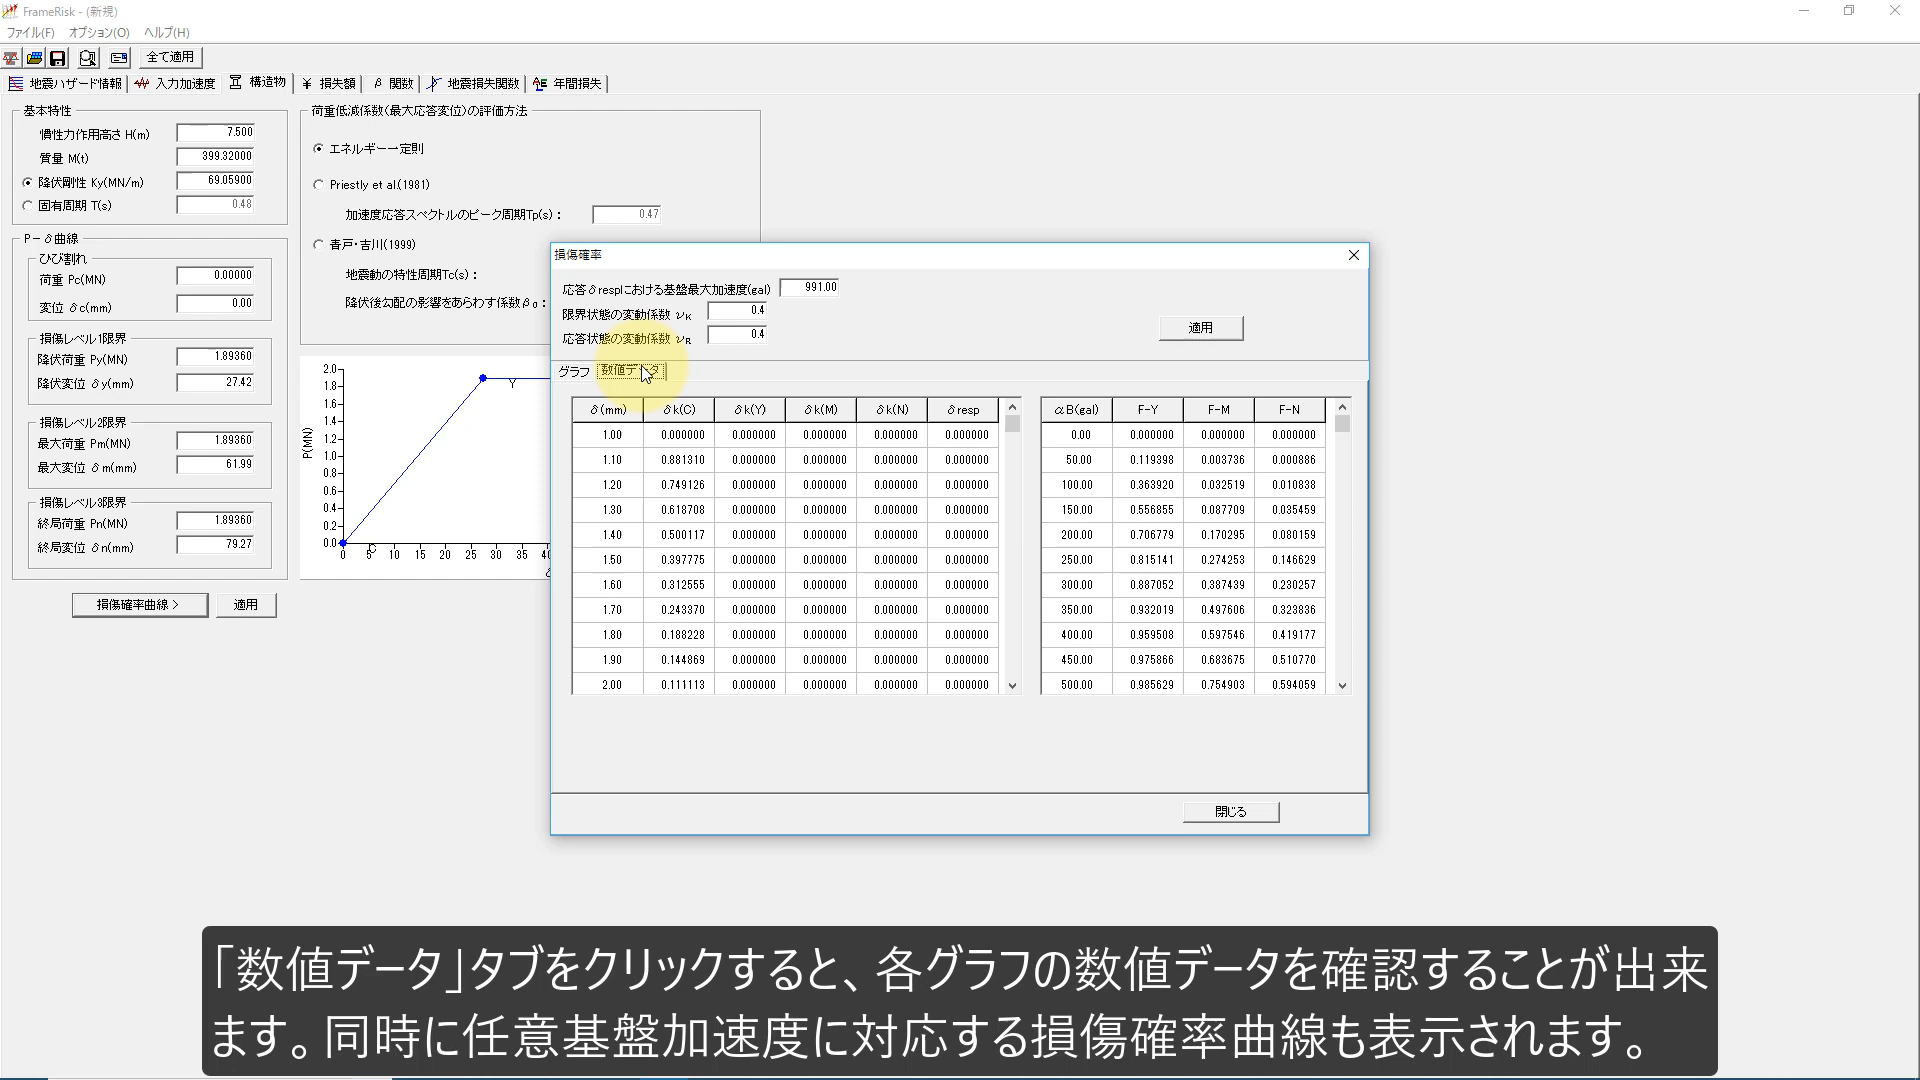 FrameRisk - (新規)
ファイル(F) オプション(O) ヘルプ(H)
全て適用
地震ハザード情報 入力加速度 構造物 ¥ 損失額 β 関数 地震損失関数 年間損失
基本特性
慣性力作用高さ H(m) 7.500
質量 M(t) 399.32000
降伏剛性 Ky(MN/m) 69.05900
固有周期 T(s) 0.48
P-δ曲線
ひび割れ
荷重 Pc(MN) 0.00000
変位 δc(mm) 0.00
損傷レベル1限界
降伏荷重 Py(MN) 1.89360
降伏変位 δy(mm) 27.42
損傷レベル2限界
最大荷重 Pm(MN) 1.89360
最大変位 δm(mm) 61.99
損傷レベル3限界
終局荷重 Pn(MN) 1.89360
終局変位 δn(mm) 79.27
損傷確率曲線 > 適用
荷重低減係数(最大応答変位)の評価方法
エネルギー一定則
Priestly et al.(1981)
加速度応答スペクトルのピーク周期Tp(s) : 0.47
青戸・吉川(1999)
地震動の特性周期Tc(s) :
降伏後勾配の影響をあらわす係数βo :
P(MN)
2.0
1.8
1.6
1.4
1.2
1.0
0.8
0.6
0.4
0.2
0.0
0 5 10 15 20 25 30 35 40
C
Y
損傷確率
応答δrespにおける基盤最大加速度(gal) 991.00
限界状態の変動係数 νK 0.4
応答状態の変動係数 νR 0.4
適用
グラフ 数値データ
δ(mm) δk(C) δk(Y) δk(M) δk(N) δresp
1.00 0.000000 0.000000 0.000000 0.000000 0.000000
1.10 0.881310 0.000000 0.000000 0.000000 0.000000
1.20 0.749126 0.000000 0.000000 0.000000 0.000000
1.30 0.618708 0.000000 0.000000 0.000000 0.000000
1.40 0.500117 0.000000 0.000000 0.000000 0.000000
1.50 0.397775 0.000000 0.000000 0.000000 0.000000
1.60 0.312555 0.000000 0.000000 0.000000 0.000000
1.70 0.243370 0.000000 0.000000 0.000000 0.000000
1.80 0.188228 0.000000 0.000000 0.000000 0.000000
1.90 0.144869 0.000000 0.000000 0.000000 0.000000
2.00 0.111113 0.000000 0.000000 0.000000 0.000000
αB(gal) F-Y F-M F-N
0.00 0.000000 0.000000 0.000000
50.00 0.119398 0.003736 0.000886
100.00 0.363920 0.032519 0.010838
150.00 0.556855 0.087709 0.035459
200.00 0.706779 0.170295 0.080159
250.00 0.815141 0.274253 0.146629
300.00 0.887052 0.387439 0.230257
350.00 0.932019 0.497606 0.323836
400.00 0.959508 0.597546 0.419177
450.00 0.975866 0.683675 0.510770
500.00 0.985629 0.754903 0.594059
閉じる
「数値データ」タブをクリックすると、各グラフの数値データを確認することが出来
ます。同時に任意基盤加速度に対応する損傷確率曲線も表示されます。